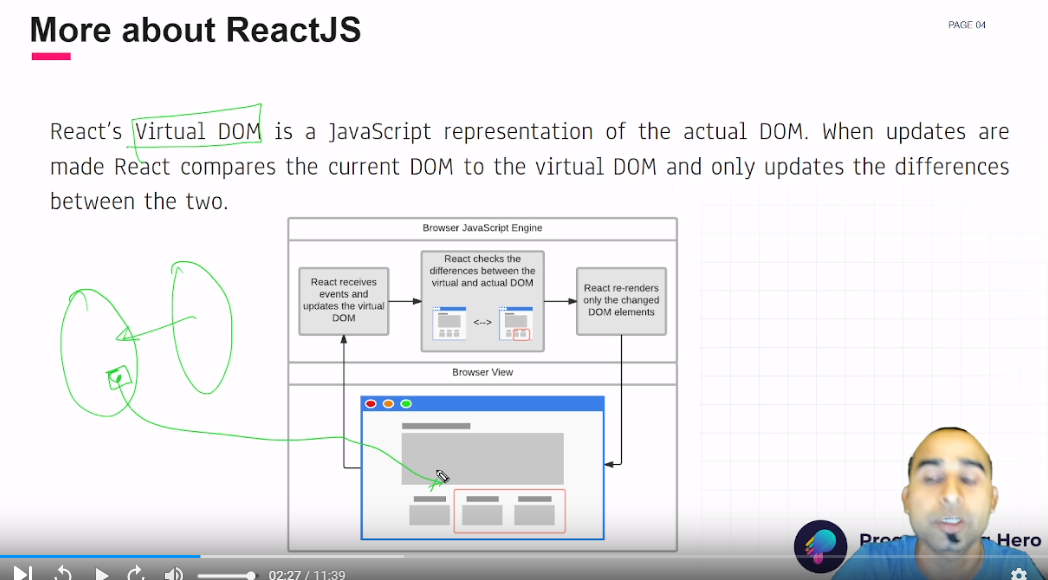 More about ReactJS
PAGE 04
React's Virtual DOM is a JavaScript representation of the actual DOM. When updates are
made React compares the current DOM to the virtual DOM and only updates the differences
between the two.
Browser JavaScript Engine
React receives
events and
updates the virtual
DOM
React checks the
differences between the
virtual and actual DOM
<-->
React re-renders
only the changed
DOM elements
Browser View
Hero
02:27 / 11:39